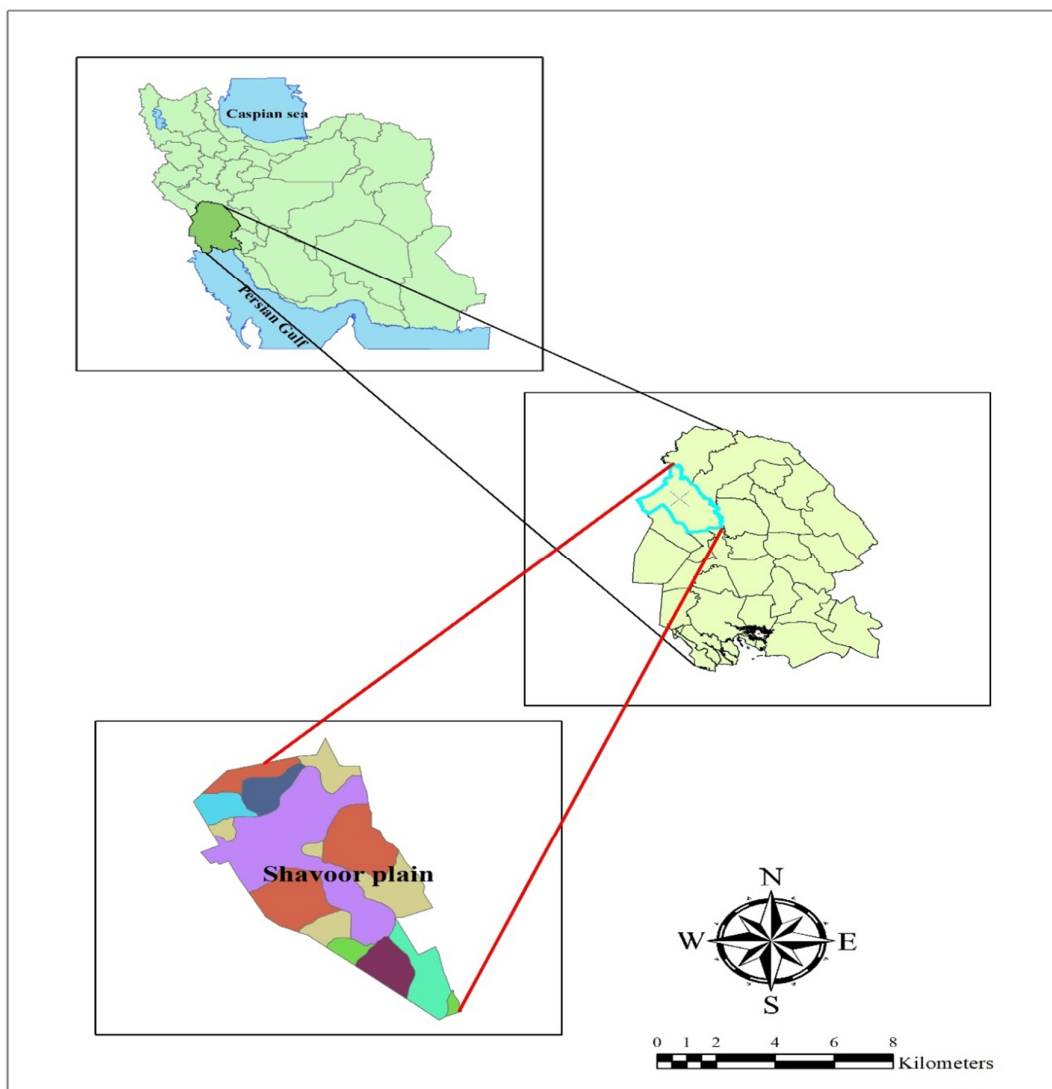 Caspian sea
Persian Gulf
Shavoor plain
N
W
E
S
0 1 2 4 6 8
Kilometers